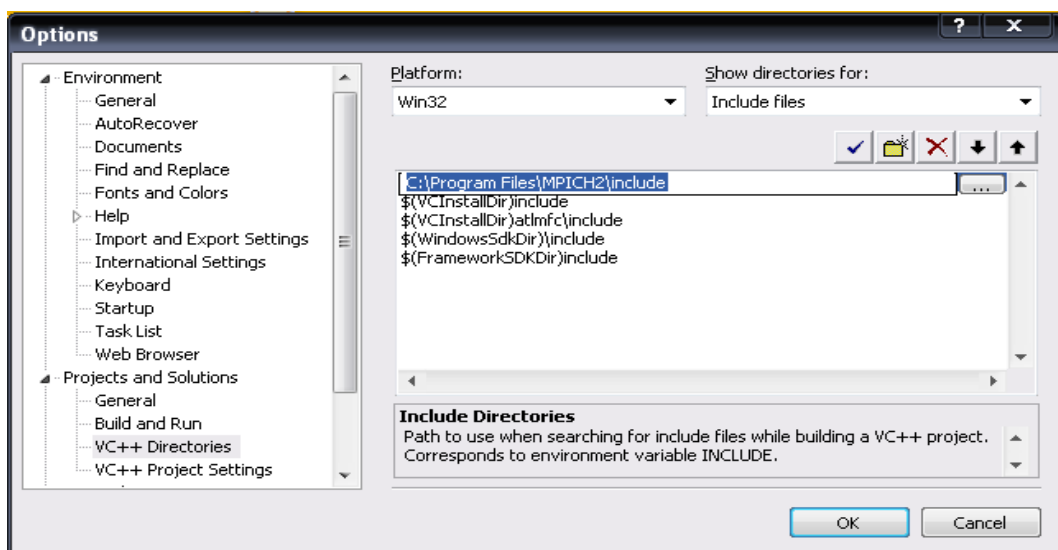 Options
Environment
General
AutoRecover
Documents
Find and Replace
Fonts and Colors
Help
Import and Export Settings
International Settings
Keyboard
Startup
Task List
Web Browser
Projects and Solutions
General
Build and Run
VC++ Directories
VC++ Project Settings
Platform:
Win32
Show directories for:
Include files
C:\Program Files\MPICH2\include
...
$(VCInstallDir)include
$(VCInstallDir)atlmfc\include
$(WindowsSdkDir)\include
$(FrameworkSDKDir)include
Include Directories
Path to use when searching for include files while building a VC++ project.
Corresponds to environment variable INCLUDE.
OK
Cancel